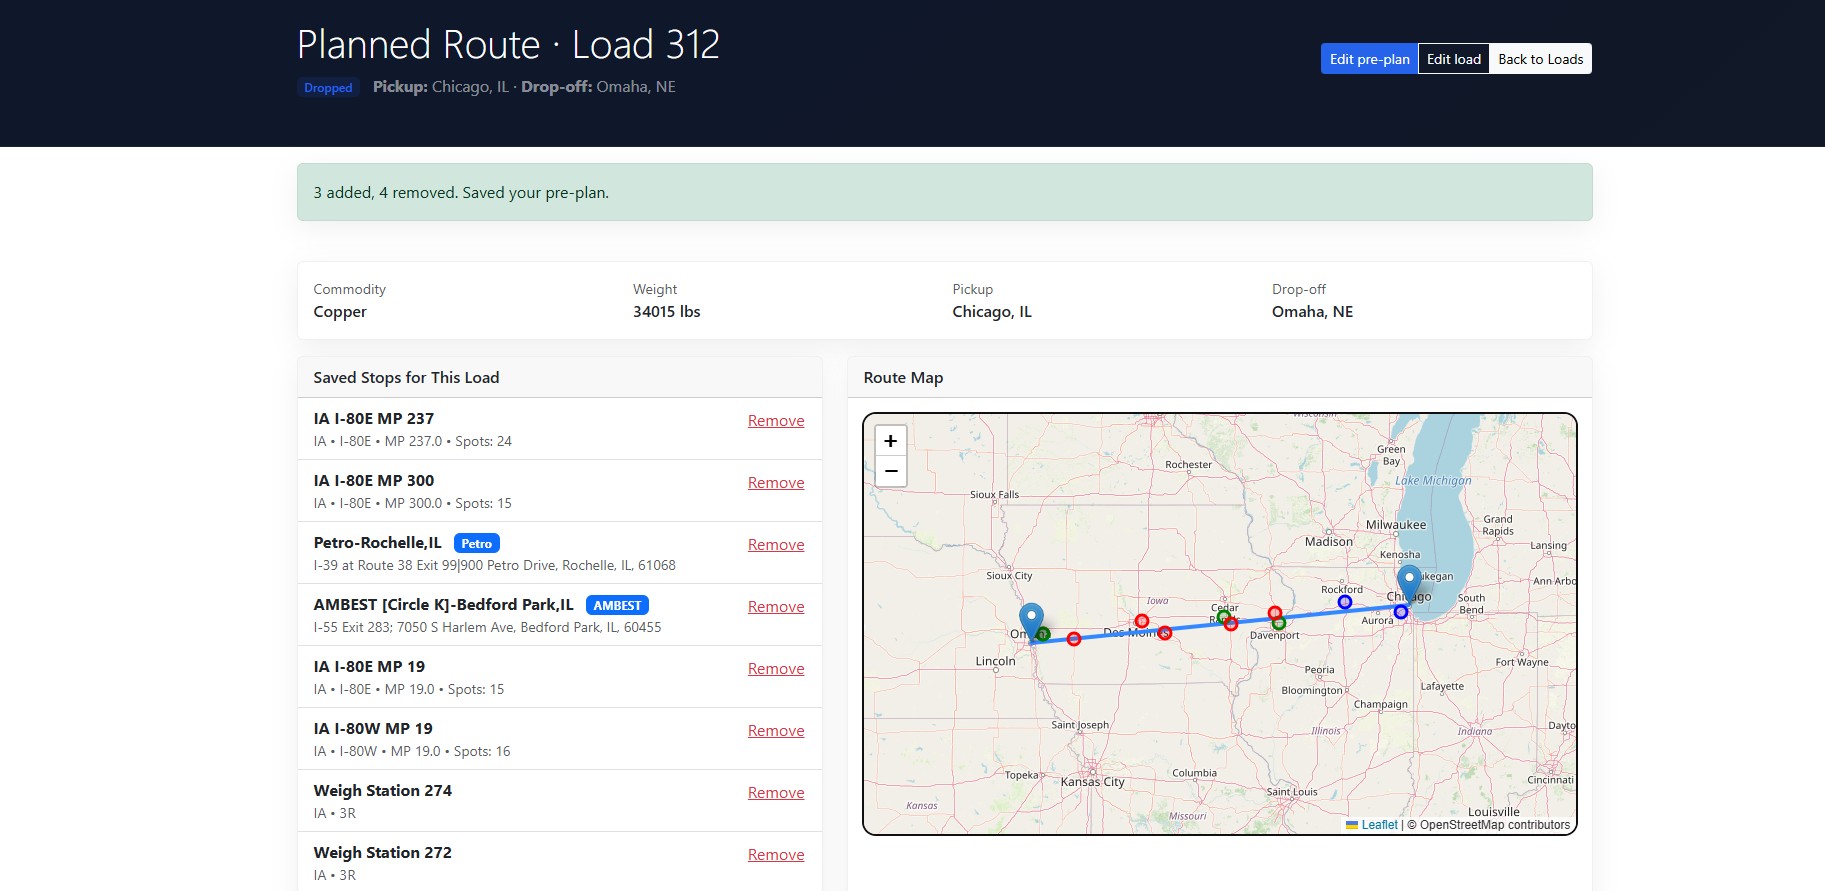 Planned Route · Load 312
Edit pre-plan
Edit load
Back to Loads
Dropped
Pickup: Chicago, IL · Drop-off: Omaha, NE
3 added, 4 removed. Saved your pre-plan.
Commodity
Copper
Weight
34015 lbs
Pickup
Chicago, IL
Drop-off
Omaha, NE
Saved Stops for This Load
IA I-80E MP 237
Remove
IA • I-80E • MP 237.0 • Spots: 24
IA I-80E MP 300
Remove
IA • I-80E • MP 300.0 • Spots: 15
Petro-Rochelle,IL Petro
Remove
I-39 at Route 38 Exit 99|900 Petro Drive, Rochelle, IL, 61068
AMBEST [Circle K]-Bedford Park,IL AMBEST
Remove
I-55 Exit 283; 7050 S Harlem Ave, Bedford Park, IL, 60455
IA I-80E MP 19
Remove
IA • I-80E • MP 19.0 • Spots: 15
IA I-80W MP 19
Remove
IA • I-80W • MP 19.0 • Spots: 16
Weigh Station 274
Remove
IA • 3R
Weigh Station 272
Remove
IA • 3R
Route Map
+
−
Rochester
Green
Bay
Lake Michigan
Sioux Falls
Milwaukee
Grand
Rapids
Madison
Lansing
Kenosha
Sioux City
Rockford
Ann Arbo
Iowa
Cedar
Chicago
South
Bend
Aurora
Des Moines
Davenport
Lincoln
Fort Wayne
Peoria
Bloomington
Lafayette
Champaign
Saint Joseph
Illinois
Indiana
Dayto
Topeka
Kansas City
Columbia
Cincinnati
Saint Louis
Kansas
Missouri
Louisville
Leaflet | © OpenStreetMap contributors